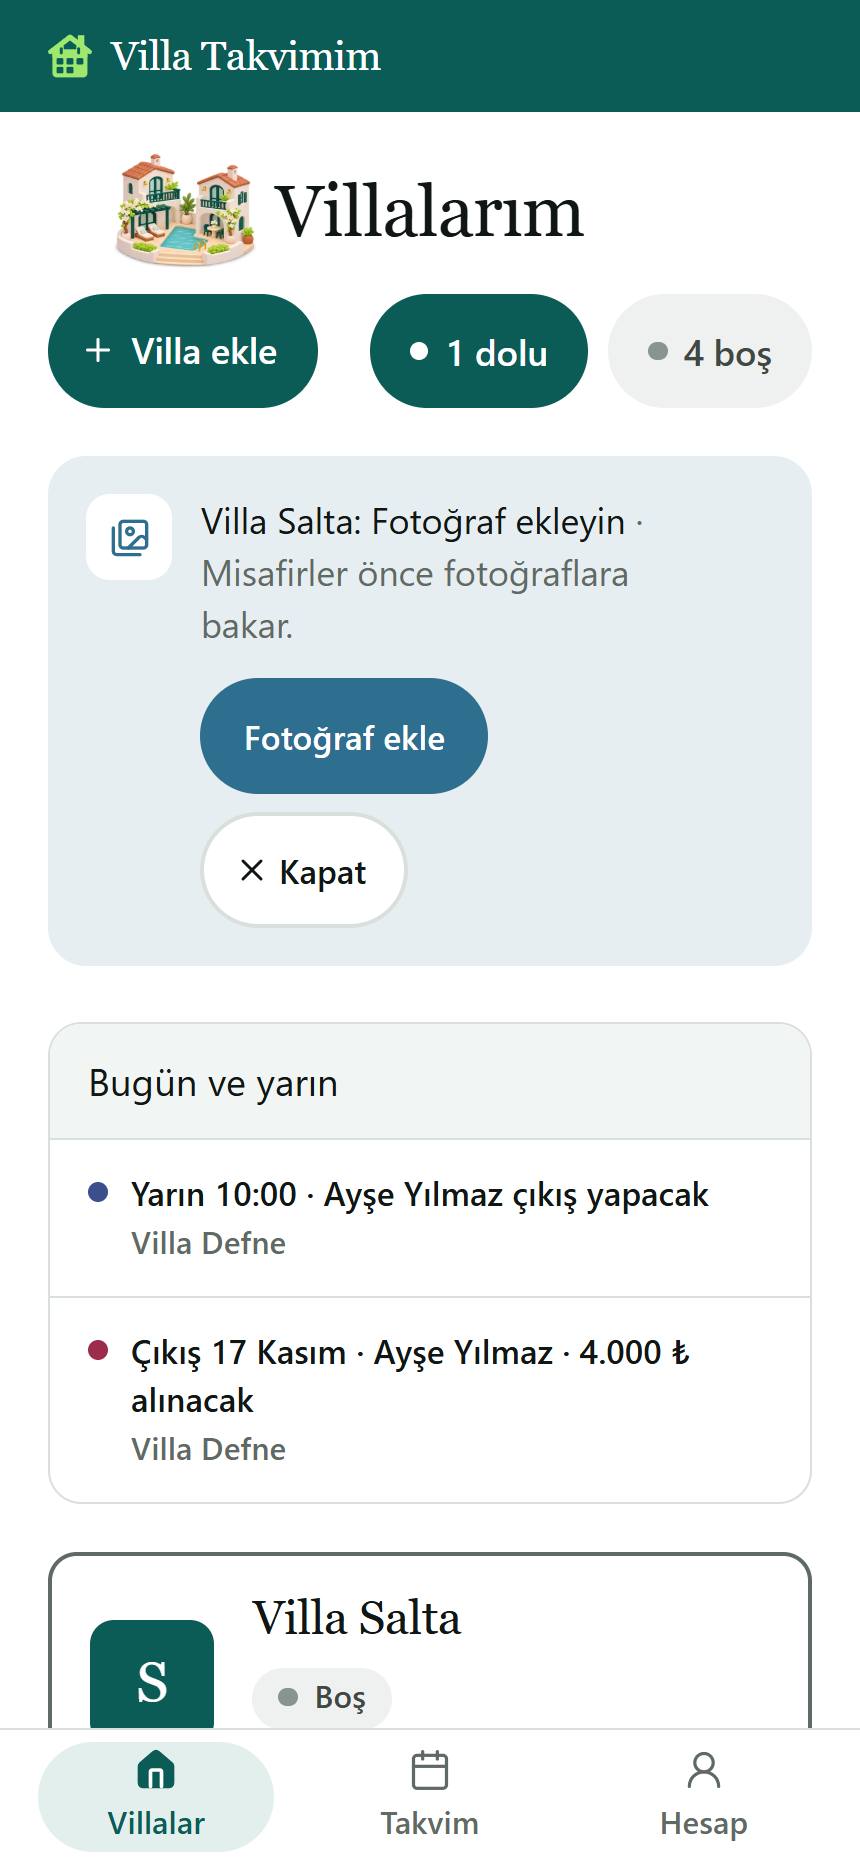 Villa Takvimim
Villalarım
+ Villa ekle
1 dolu
4 boş
Villa Salta: Fotoğraf ekleyin ·
Misafirler önce fotoğraflara
bakar.
Fotoğraf ekle
Kapat
Bugün ve yarın
Yarın 10:00 · Ayşe Yılmaz çıkış yapacak
Villa Defne
Çıkış 17 Kasım · Ayşe Yılmaz · 4.000 ₺
alınacak
Villa Defne
Villa Salta
S
Boş
Villalar
Takvim
Hesap